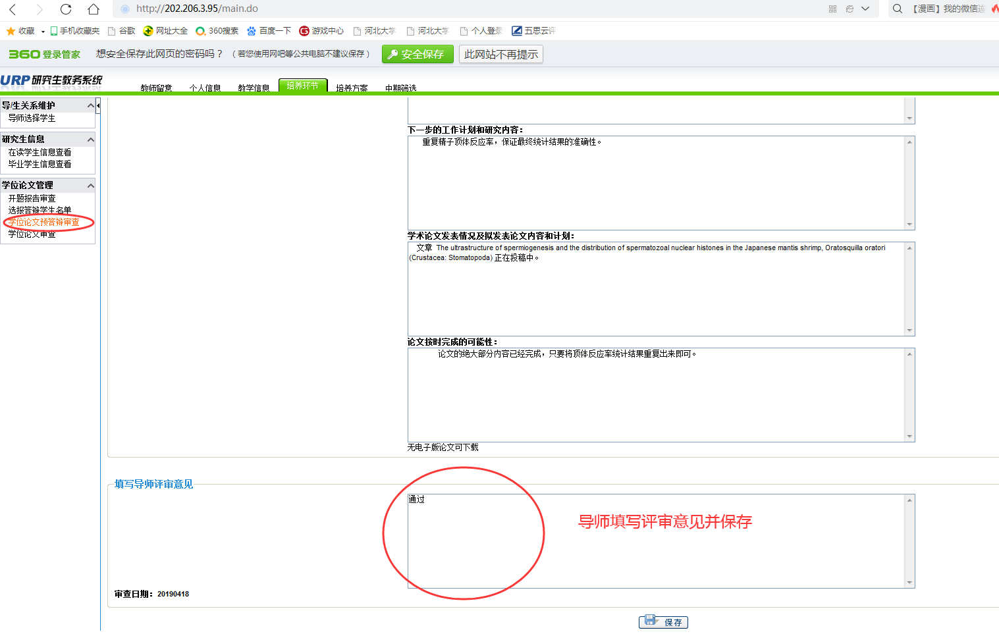 http://202.206.3.95/main.do
【漫画】我的微信连
收藏 手机收藏夹 谷歌 网址大全 360搜索 百度一下 游戏中心 河北大学 河北大学 个人登录 五思云评
360登录管家 想安全保存此网页的密码吗？（若您使用网吧等公共电脑不建议保存） 安全保存 此网站不再提示
URP研究生教务系统
教师留意 个人信息 教学信息 培养环节 培养方案 中期筛选
导/生关系维护
导师选择学生
研究生信息
在读学生信息查看
毕业学生信息查看
学位论文管理
开题报告审查
选报答辩学生名单
学位论文预答辩审查
学位论文审查
下一步的工作计划和研究内容：
重复精子顶体反应率，保证最终统计结果的准确性。
学术论文发表情况及拟发表论文内容和计划：
文章 The ultrastructure of spermiogenesis and the distribution of spermatozoal nuclear histones in the Japanese mantis shrimp, Oratosquilla oratori
(Crustacea: Stomatopoda) 正在投稿中。
论文按时完成的可能性：
论文的绝大部分内容已经完成，只要将顶体反应率统计结果重复出来即可。
无电子版论文可下载
填写导师评审意见
通过
导师填写评审意见并保存
审查日期：20190418
保存